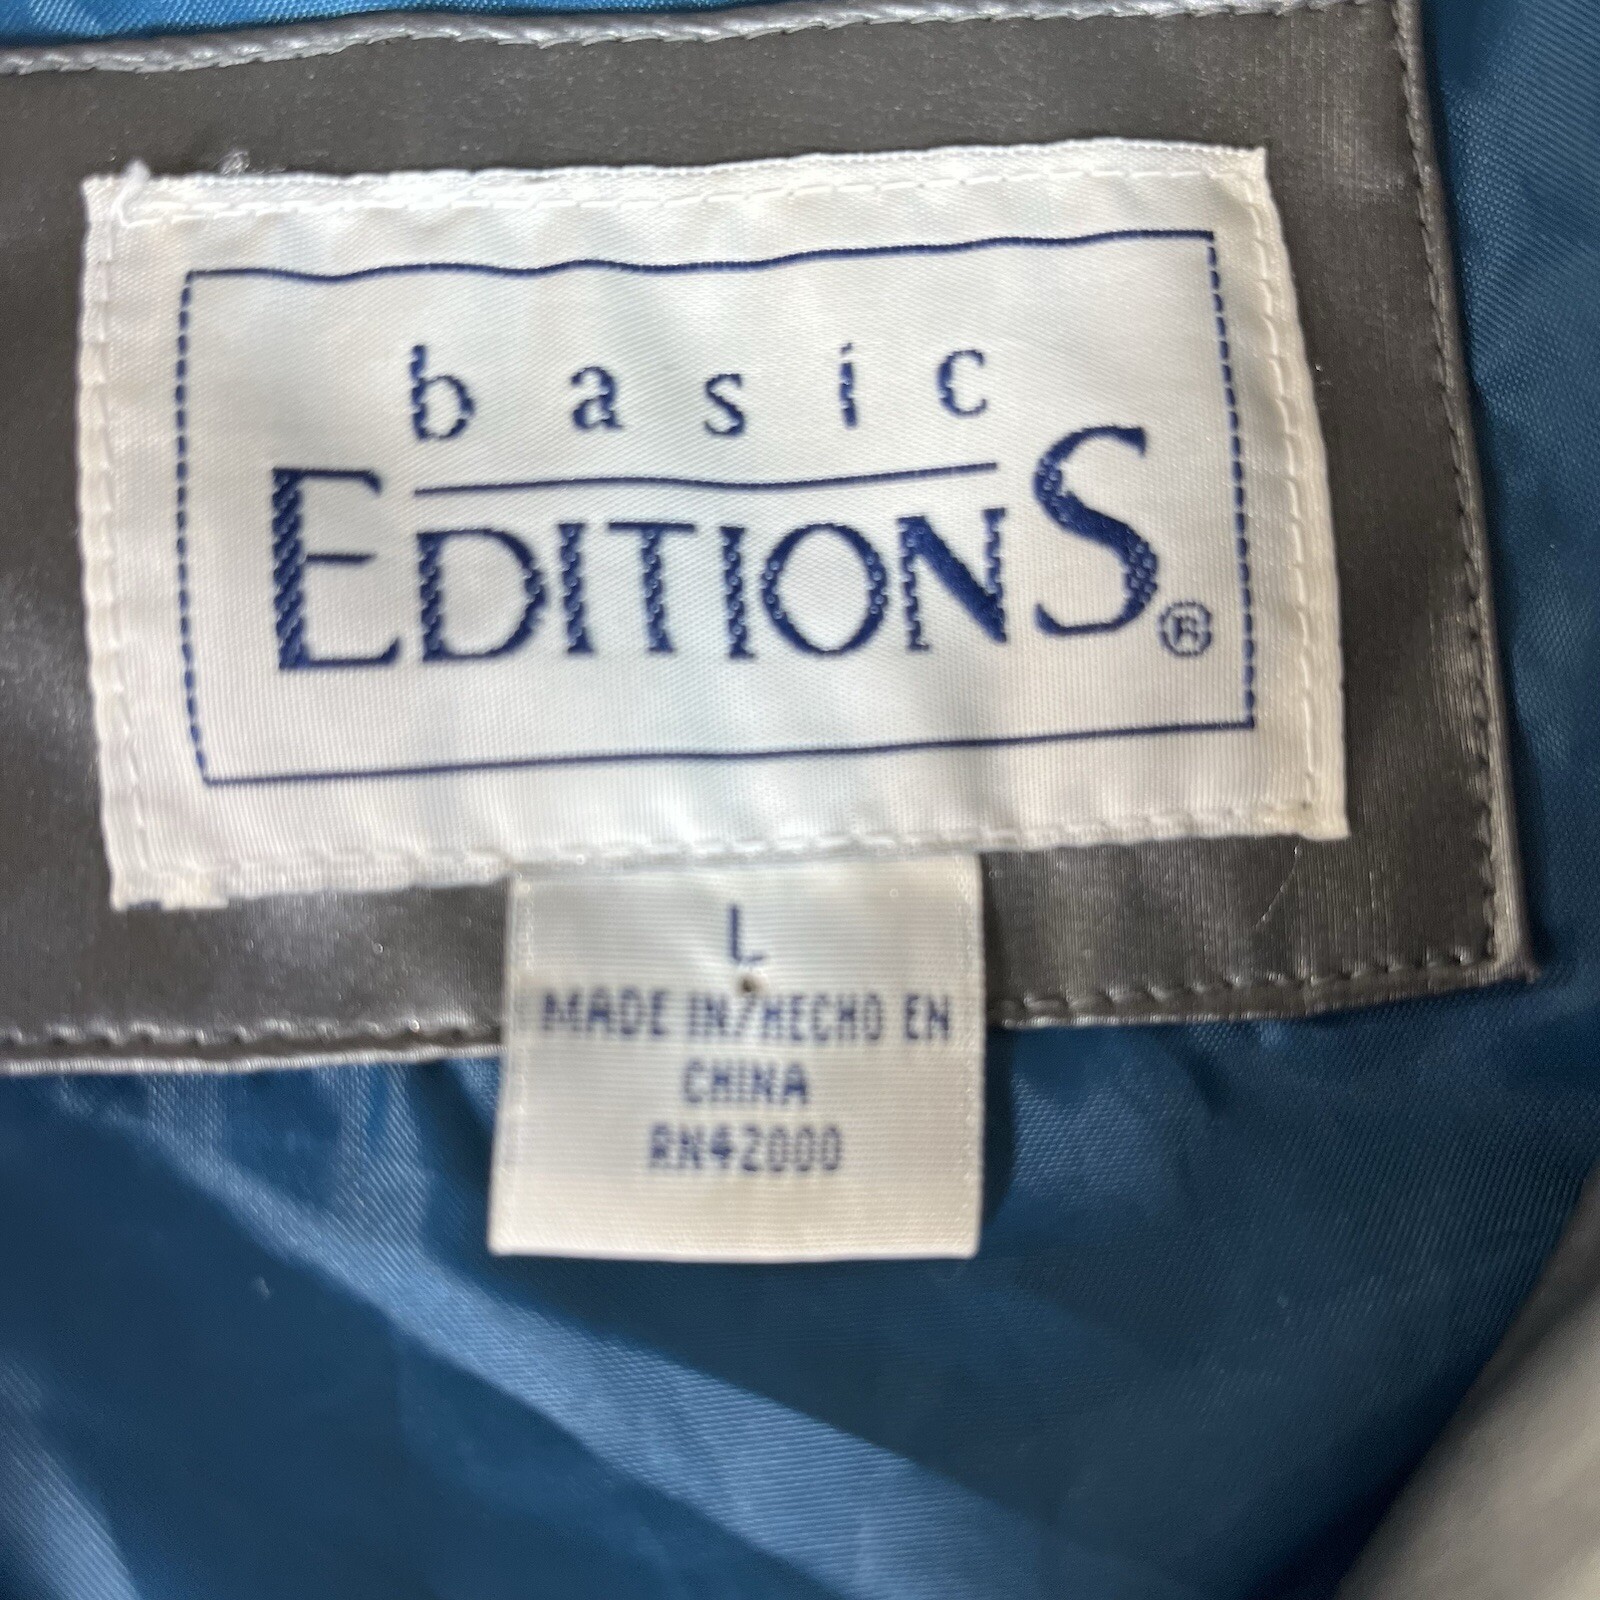 basic
EDITIONS®
L
MADE IN/HECHO EN
CHINA
RN42000